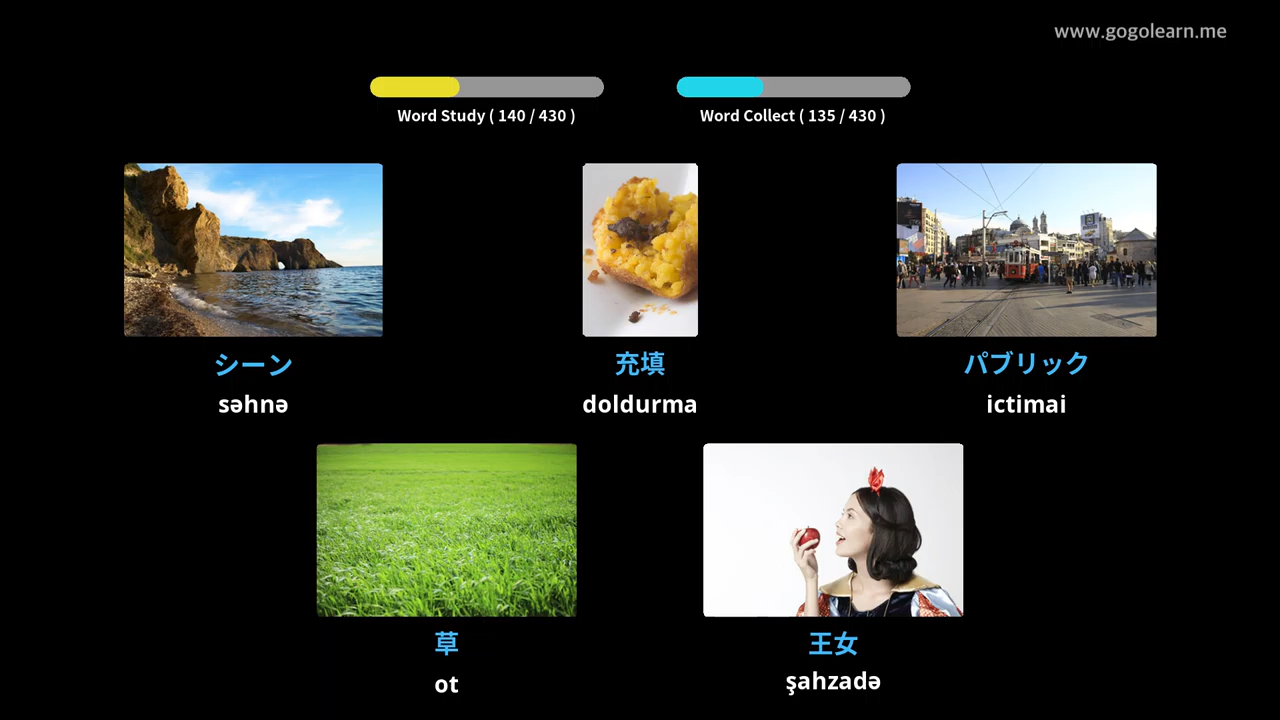 www.gogolearn.me
Word Study ( 140 / 430 )
Word Collect ( 135 / 430 )
シーン
səhnə
充填
doldurma
パブリック
ictimai
草
ot
王女
şahzadə